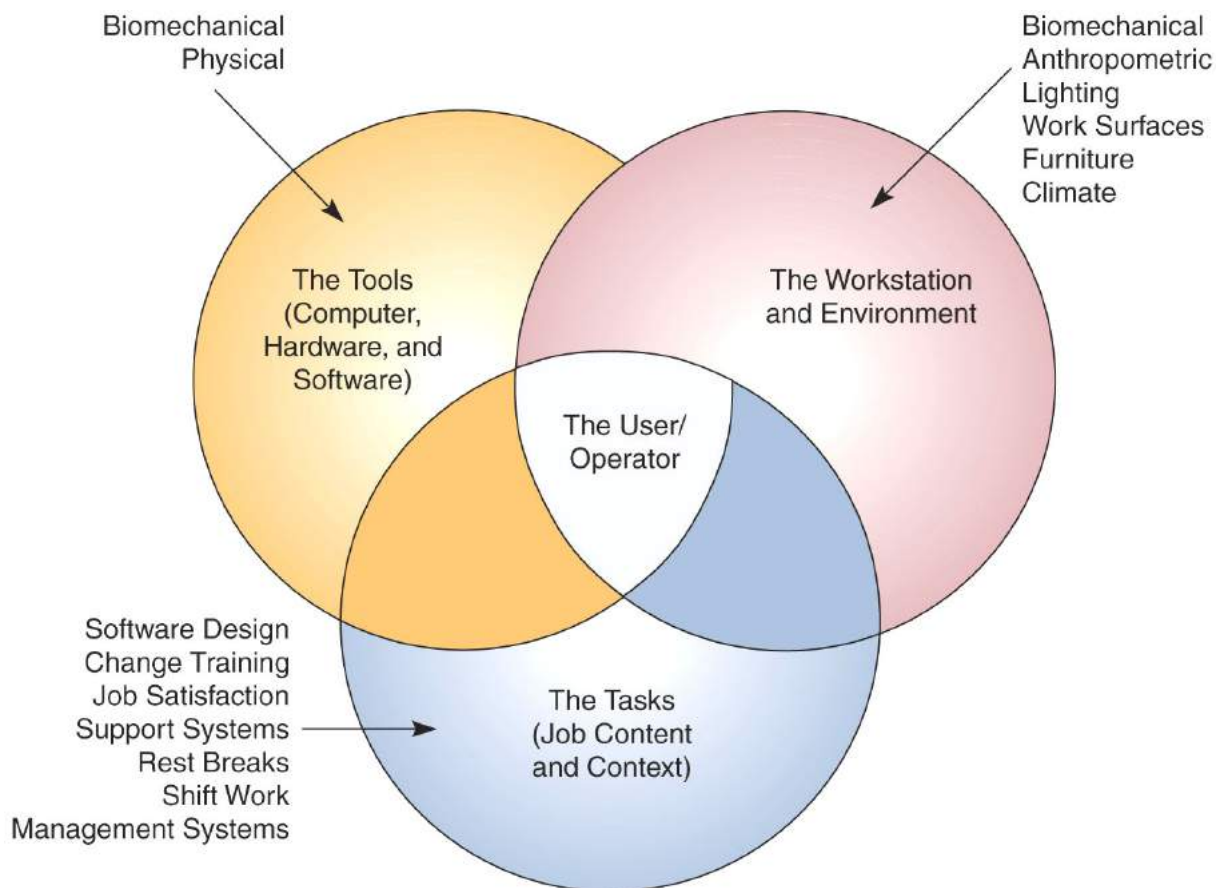 Biomechanical
Physical
Biomechanical
Anthropometric
Lighting
Work Surfaces
Furniture
Climate
The Tools
(Computer,
Hardware, and
Software)
The Workstation
and Environment
The User/
Operator
Software Design
Change Training
Job Satisfaction
Support Systems
Rest Breaks
Shift Work
Management Systems
The Tasks
(Job Content
and Context)